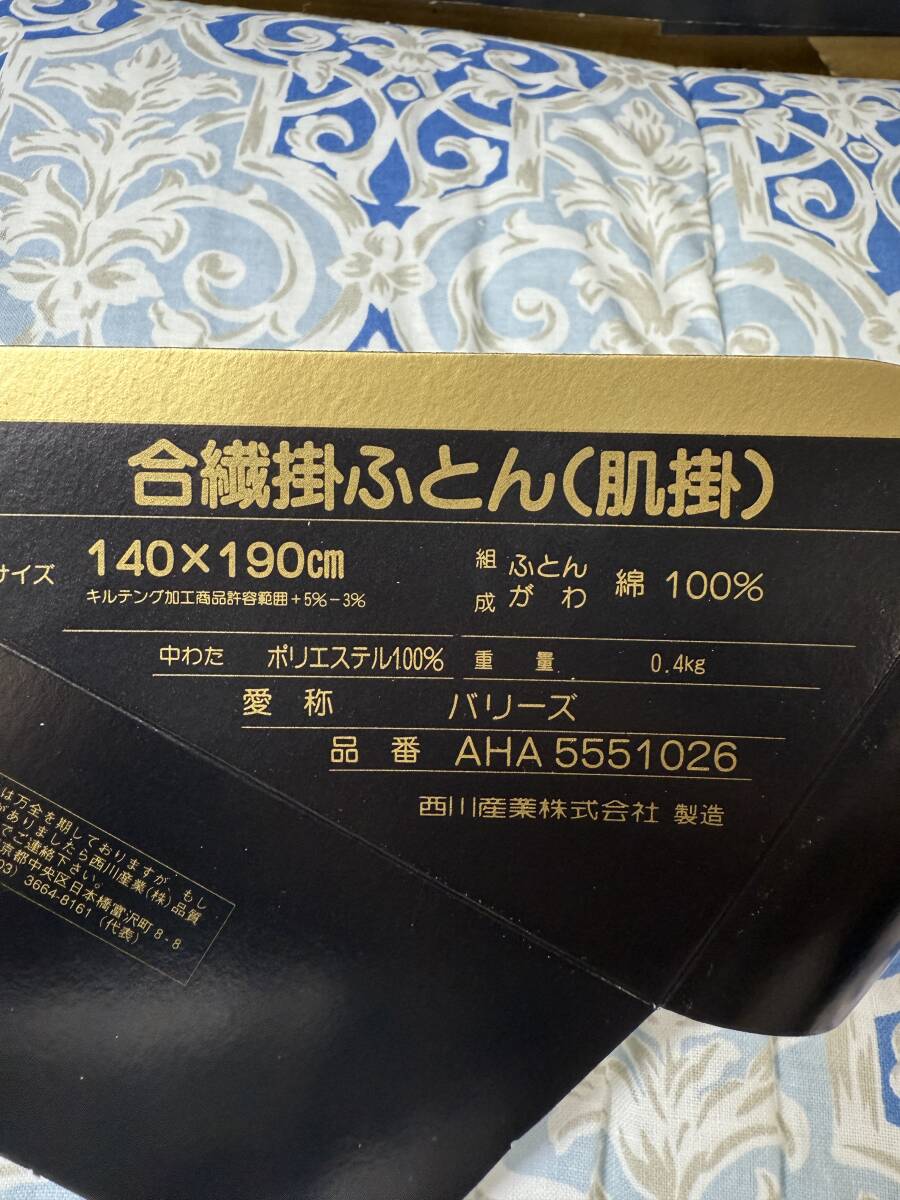 合繊掛ふとん(肌掛)
サイズ 140×190cm
キルテング加工商品許容範囲+5%-3%
組成 ふとんがわ 綿 100%
中わた ポリエステル100%
重量 0.4kg
愛称 バリーズ
品番 AHA 5551026
西川産業株式会社 製造
は万全を期しておりますが もし
がありましたら西川産業(株)品質
でご連絡下さい。
京都中央区日本橋富沢町8-8
03) 3664-8161 (代表)